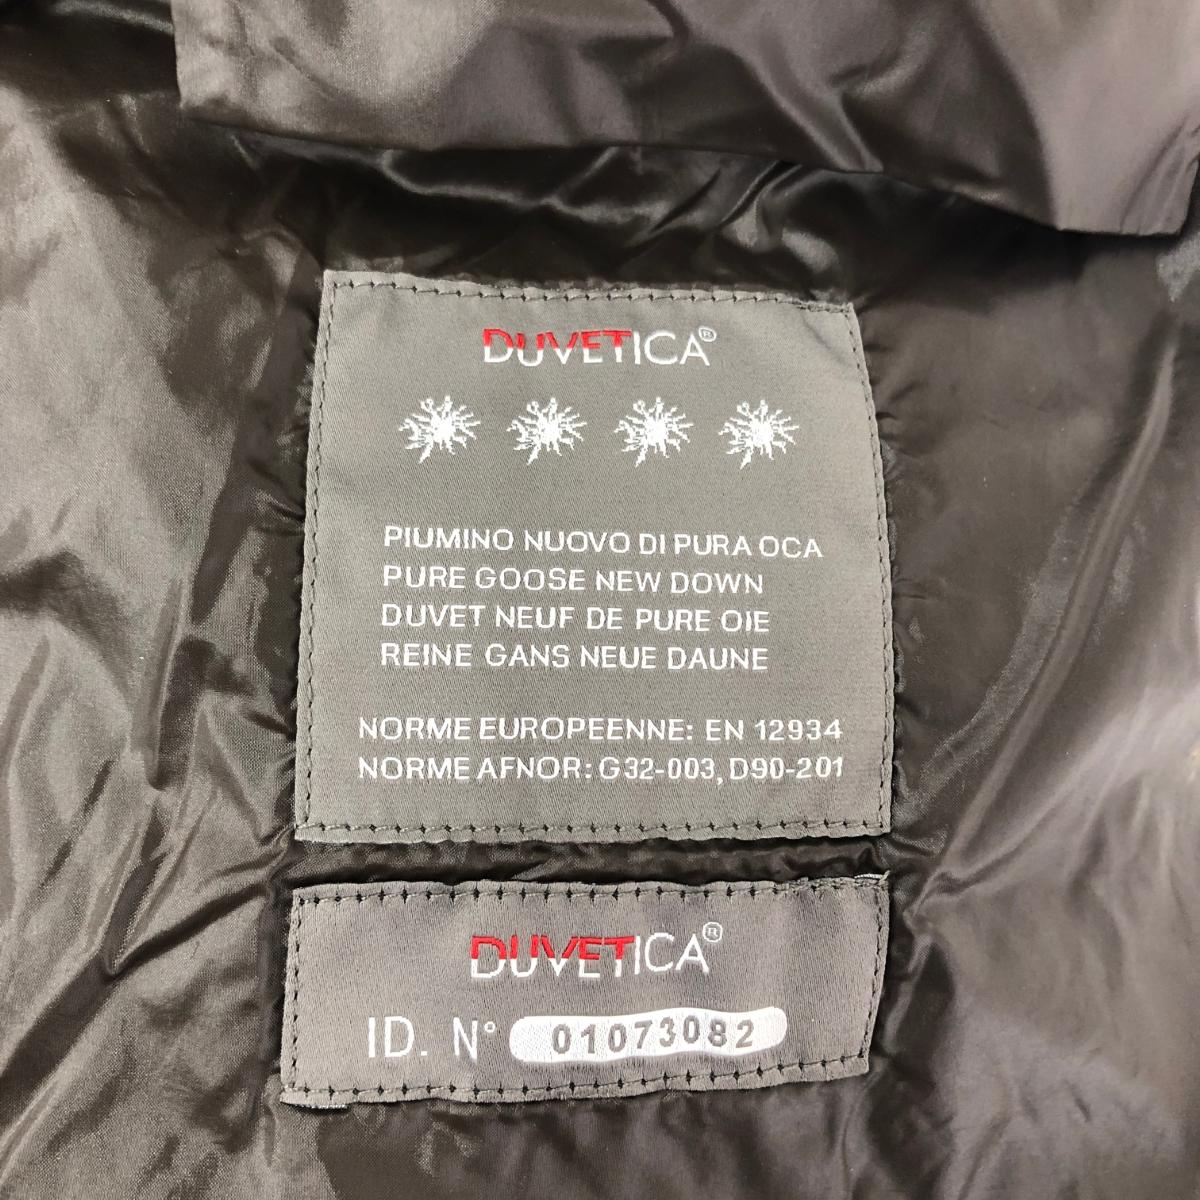 DUVETICA®
PIUMINO NUOVO DI PURA OCA
PURE GOOSE NEW DOWN
DUVET NEUF DE PURE OIE
REINE GANS NEUE DAUNE
NORME EUROPEENNE: EN 12934
NORME AFNOR: G32-003, D90-201
DUVETICA®
ID. N° 01073082